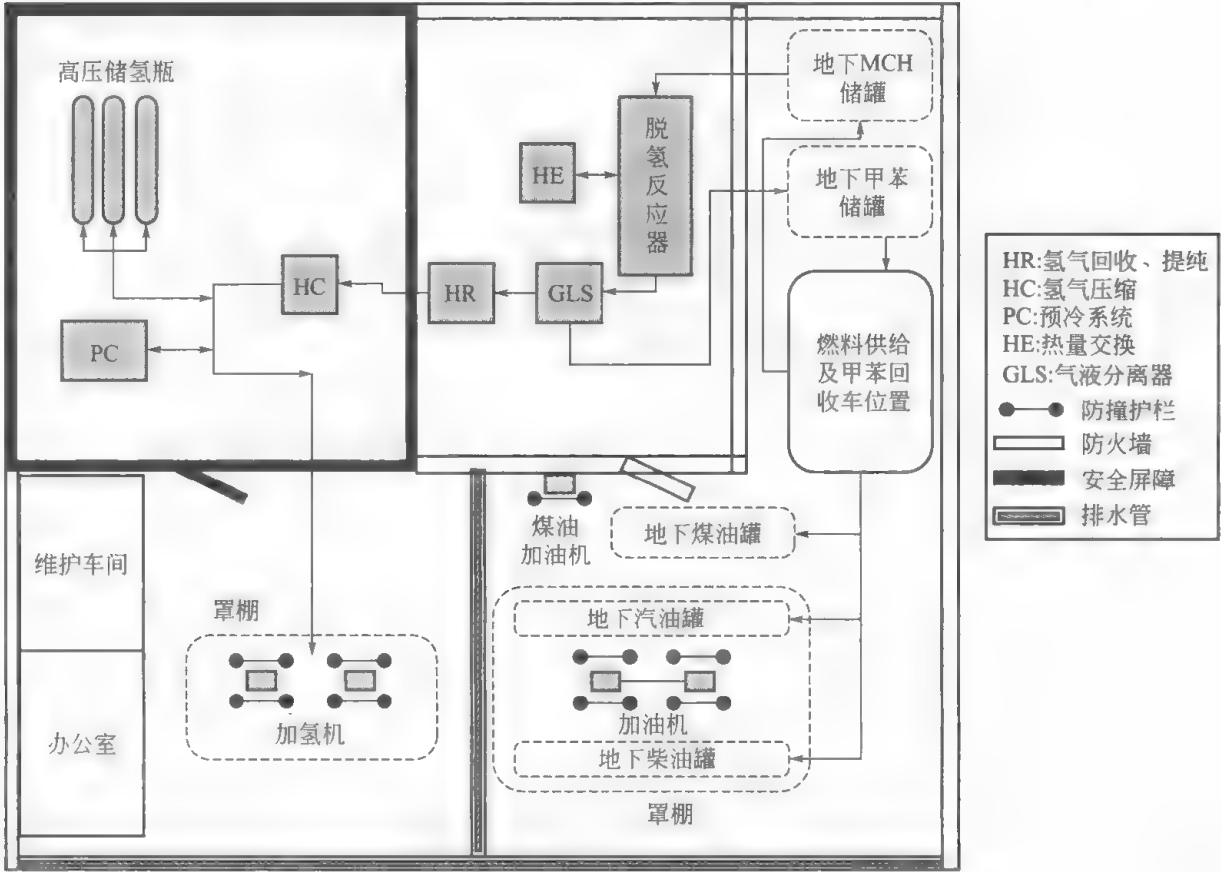 高压储氢瓶
HC
PC
脱
氢
反
应
器
HE
HR
GLS
地下MCH
储罐
地下甲苯
储罐
燃料供给
及甲苯回
收车位置
HR:氢气回收、提纯
HC:氢气压缩
PC:预冷系统
HE:热量交换
GLS:气液分离器
防撞护栏
防火墙
安全屏障
排水管
维护车间
办公室
罩棚
加氢机
煤油
加油机
地下煤油罐
地下汽油罐
加油机
地下柴油罐
罩棚